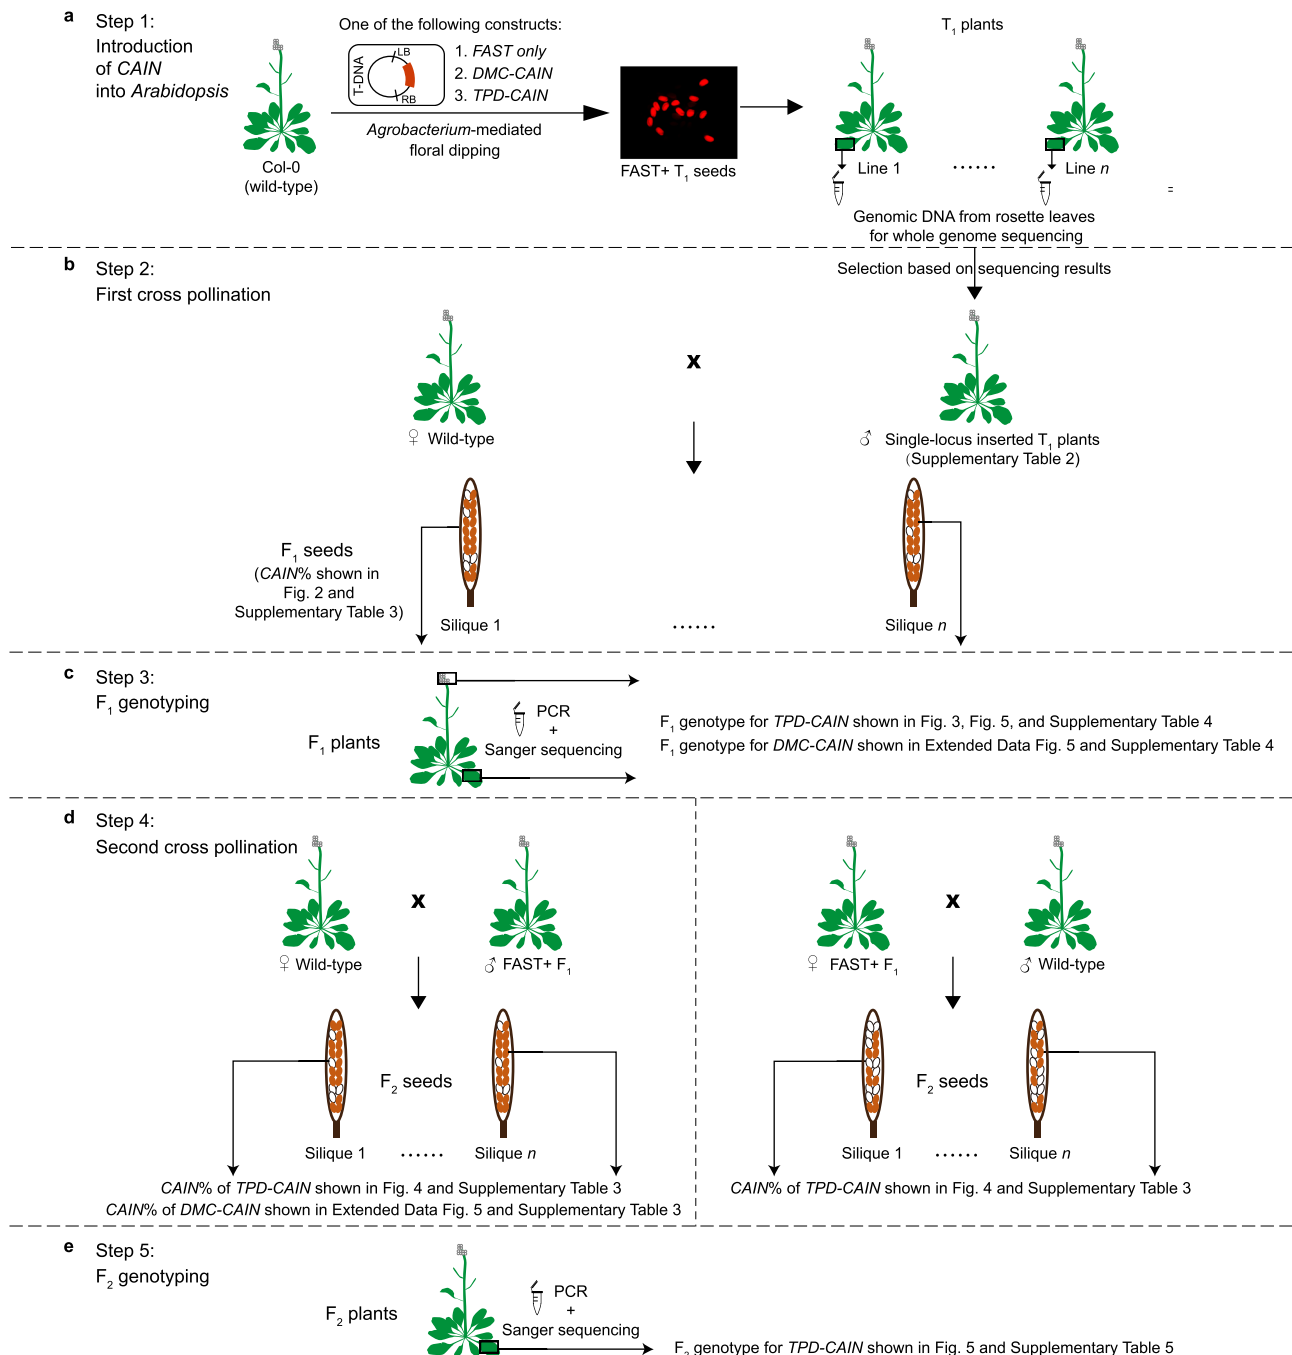 a Step 1:
Introduction
of CAIN
into Arabidopsis
Col-0
(wild-type)
One of the following constructs:
T-DNA
LB
RB
1. FAST only
2. DMC-CAIN
3. TPD-CAIN
Agrobacterium-mediated
floral dipping
FAST+ T1 seeds
T1 plants
Line 1
......
Line n
=
Genomic DNA from rosette leaves
for whole genome sequencing
b Step 2:
First cross pollination
Selection based on sequencing results
x
♀ Wild-type
♂ Single-locus inserted T1 plants
(Supplementary Table 2)
F1 seeds
(CAIN% shown in
Fig. 2 and
Supplementary Table 3)
Silique 1
......
Silique n
c Step 3:
F1 genotyping
F1 plants
PCR
+
Sanger sequencing
F1 genotype for TPD-CAIN shown in Fig. 3, Fig. 5, and Supplementary Table 4
F1 genotype for DMC-CAIN shown in Extended Data Fig. 5 and Supplementary Table 4
d Step 4:
Second cross pollination
x
♀ Wild-type
♂ FAST+ F1
F2 seeds
Silique 1
......
Silique n
CAIN% of TPD-CAIN shown in Fig. 4 and Supplementary Table 3
CAIN% of DMC-CAIN shown in Extended Data Fig. 5 and Supplementary Table 3
x
♀ FAST+ F1
♂ Wild-type
F2 seeds
Silique 1
......
Silique n
CAIN% of TPD-CAIN shown in Fig. 4 and Supplementary Table 3
e Step 5:
F2 genotyping
F2 plants
PCR
+
Sanger sequencing
F2 genotype for TPD-CAIN shown in Fig. 5 and Supplementary Table 5